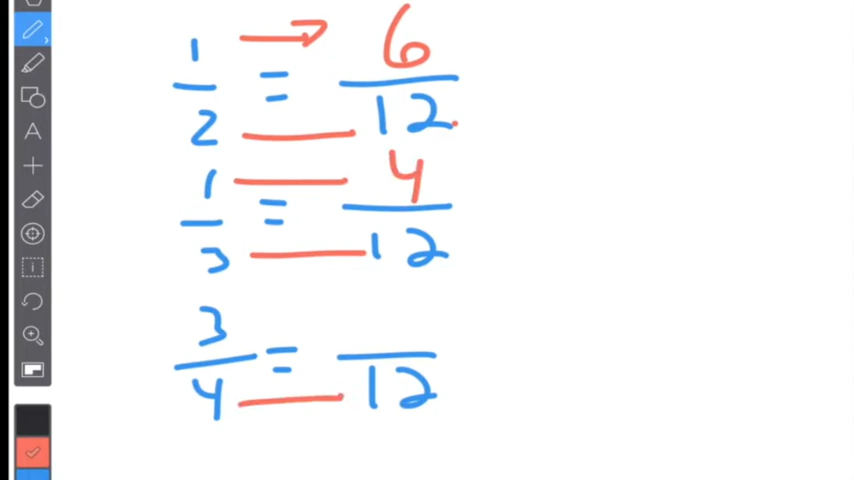 1/2 = 6/12
1/3 = 4/12
3/4 = /12
A